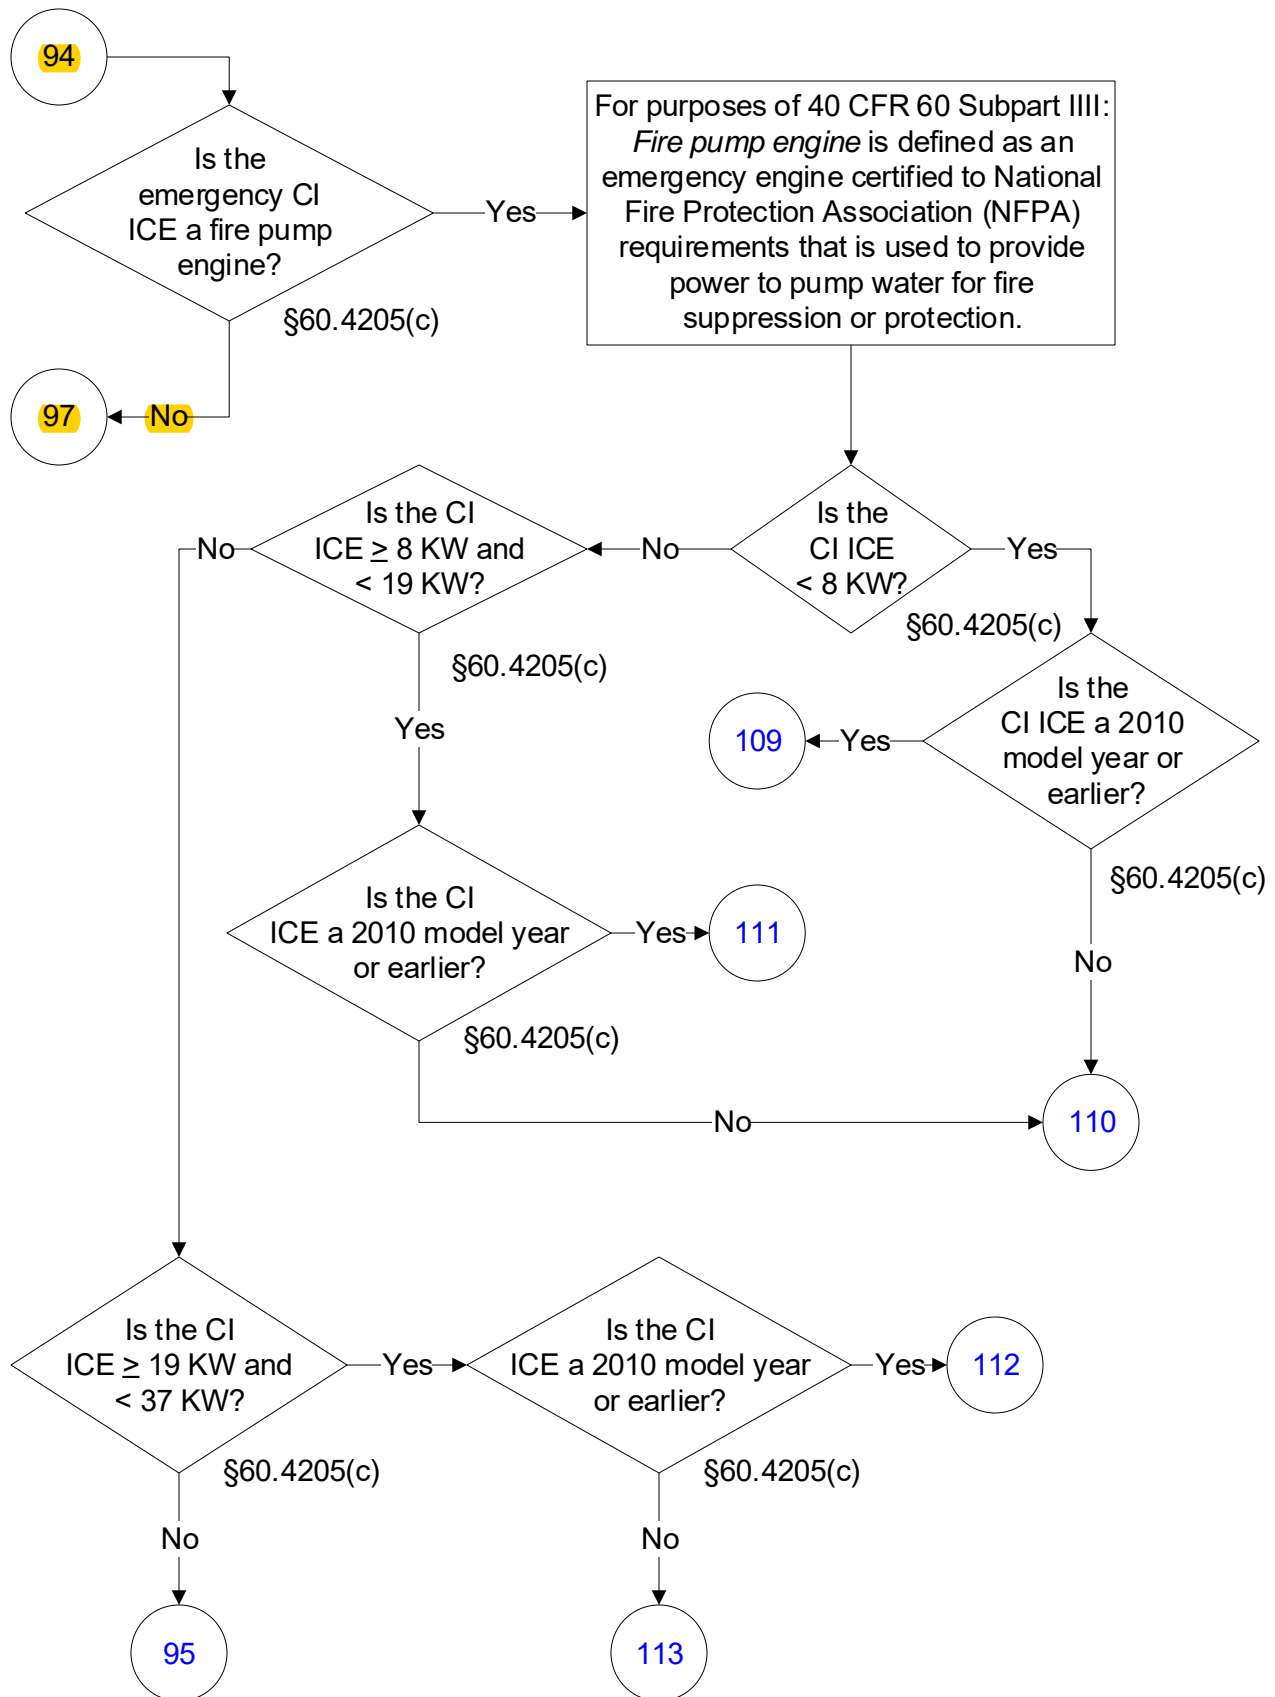 94
Is the
emergency CI
ICE a fire pump
engine?
§60.4205(c)
Yes
For purposes of 40 CFR 60 Subpart IIII:
Fire pump engine is defined as an
emergency engine certified to National
Fire Protection Association (NFPA)
requirements that is used to provide
power to pump water for fire
suppression or protection.
97
No
Is the
CI ICE
< 8 KW?
§60.4205(c)
No
Yes
Is the CI
ICE ≥ 8 KW and
< 19 KW?
§60.4205(c)
No
Yes
Is the
CI ICE a 2010
model year or
earlier?
§60.4205(c)
Yes
109
No
110
Is the CI
ICE a 2010 model year
or earlier?
§60.4205(c)
Yes
111
No
Is the CI
ICE ≥ 19 KW and
< 37 KW?
§60.4205(c)
Yes
Is the CI
ICE a 2010 model year
or earlier?
§60.4205(c)
Yes
112
No
95
No
113